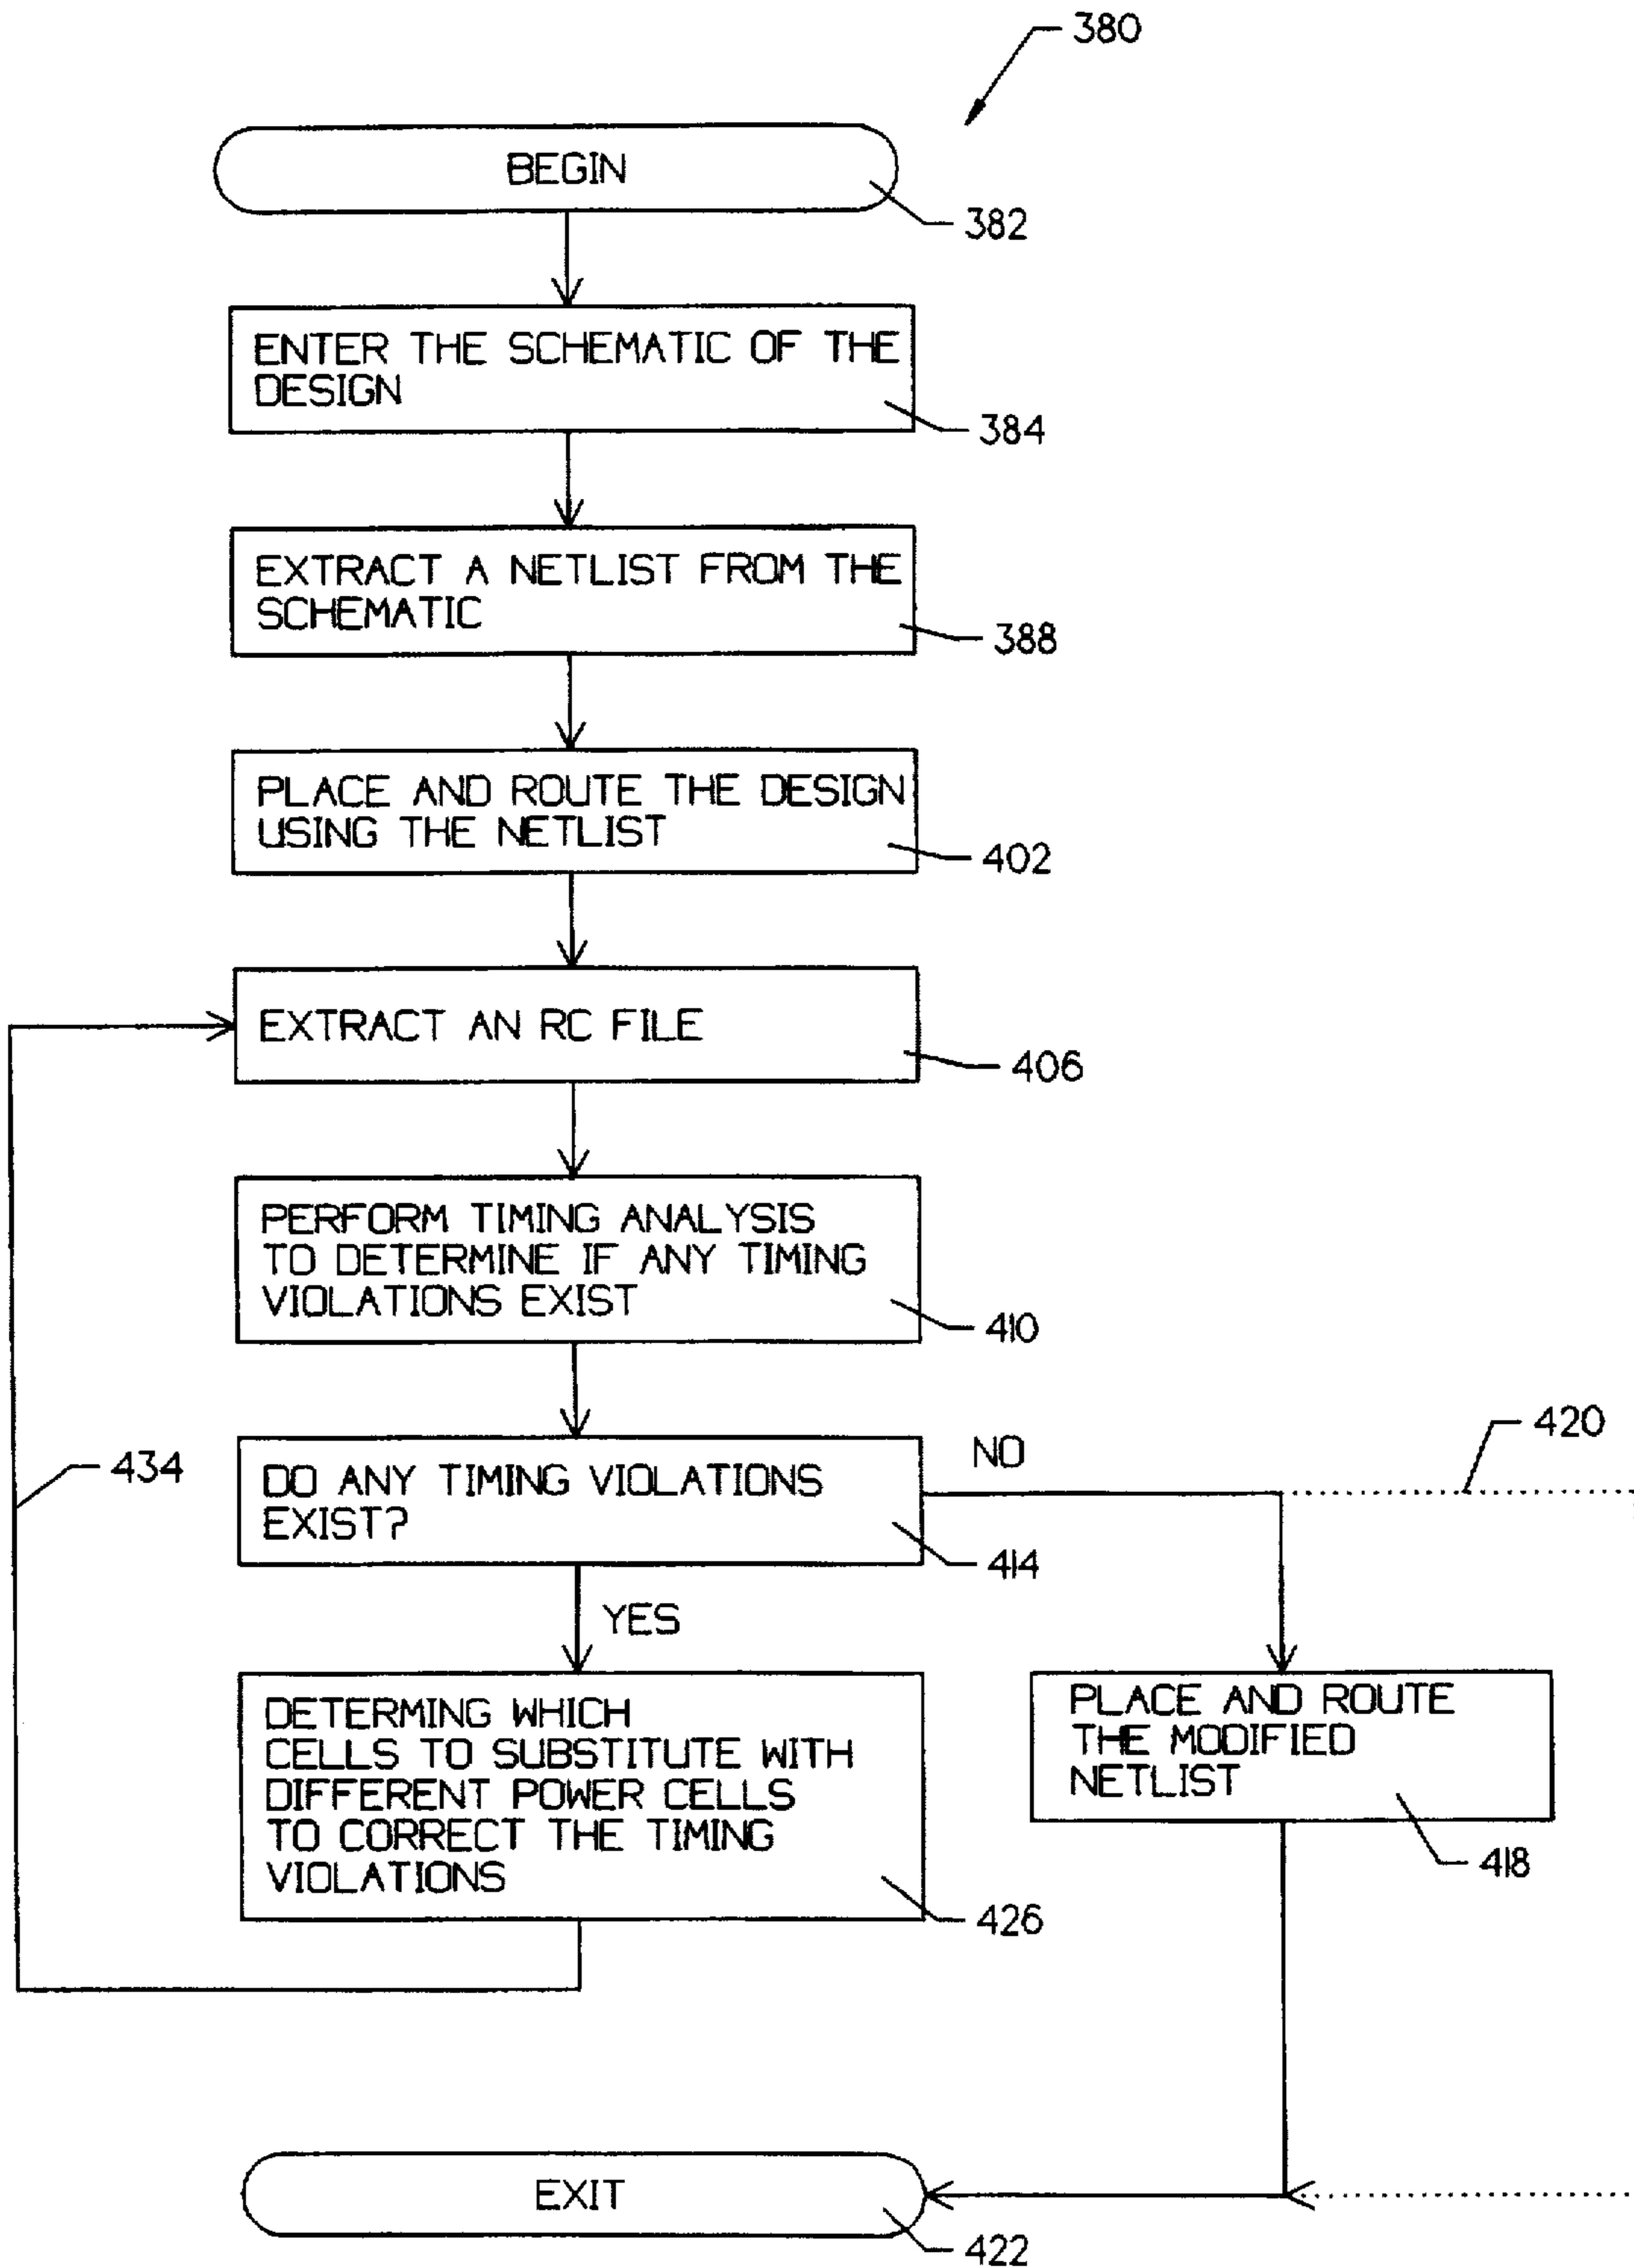 380
BEGIN
382
ENTER THE SCHEMATIC OF THE
DESIGN
384
EXTRACT A NETLIST FROM THE
SCHEMATIC
388
PLACE AND ROUTE THE DESIGN
USING THE NETLIST
402
EXTRACT AN RC FILE
406
PERFORM TIMING ANALYSIS
TO DETERMINE IF ANY TIMING
VIOLATIONS EXIST
410
420
NO
434
DO ANY TIMING VIOLATIONS
EXIST?
414
YES
DETERMING WHICH
CELLS TO SUBSTITUTE WITH
DIFFERENT POWER CELLS
TO CORRECT THE TIMING
VIOLATIONS
426
PLACE AND ROUTE
THE MODIFIED
NETLIST
418
EXIT
422